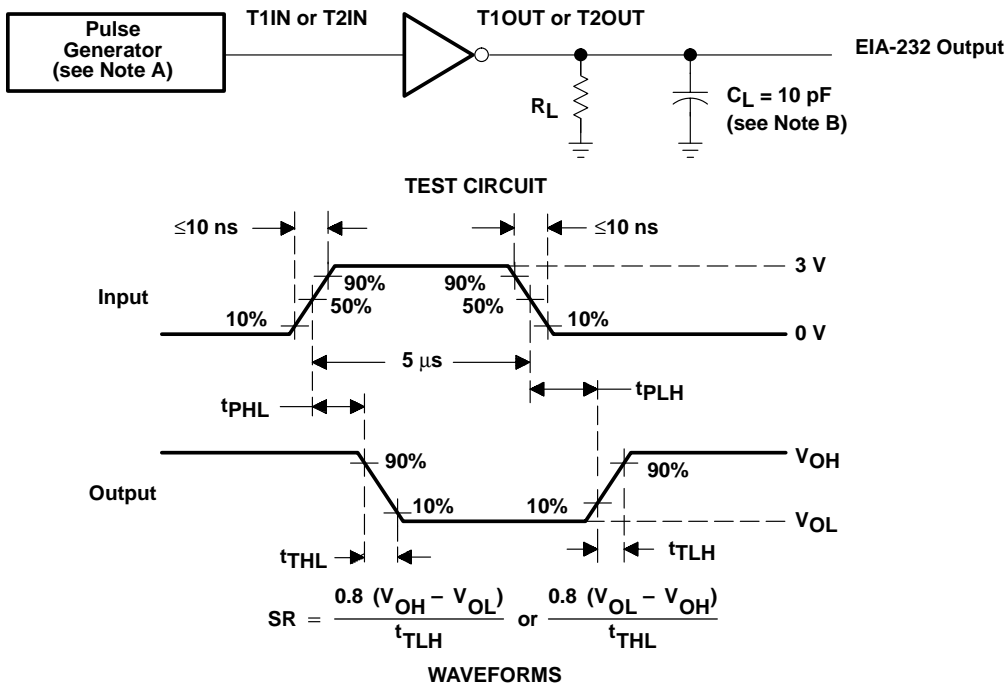 T1IN or T2IN
T1OUT or T2OUT
Pulse
Generator
(see Note A)
EIA-232 Output
RL
CL = 10 pF
(see Note B)
TEST CIRCUIT
≤10 ns
≤10 ns
3 V
90%
90%
Input
50%
50%
10%
10%
0 V
5 μs
tPHL
tPLH
VOH
90%
90%
Output
10%
10%
VOL
tTHL
tTLH
SR = 0.8 (VOH – VOL) / tTLH or 0.8 (VOL – VOH) / tTHL
WAVEFORMS